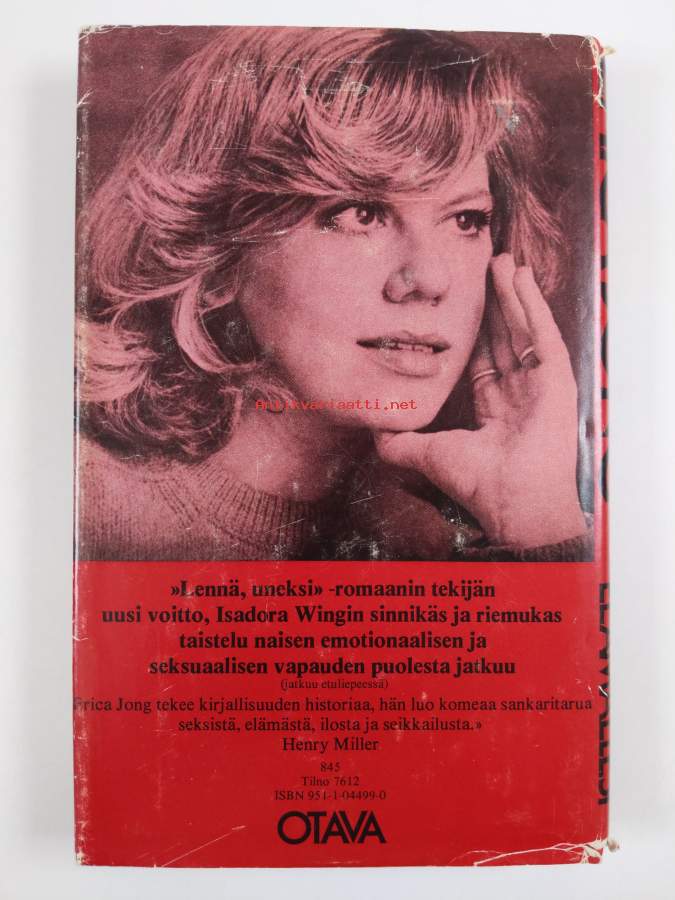 Antikvariaatti.net
»Lennä, uneksi» -romaanin tekijän
uusi voitto, Isadora Wingin sinnikäs ja riemukas
taistelu naisen emotionaalisen ja
seksuaalisen vapauden puolesta jatkuu
(jatkuu etuliepeessä)
Erica Jong tekee kirjallisuuden historiaa, hän luo komeaa sankaritarua
seksistä, elämästä, ilosta ja seikkailusta.»
Henry Miller
845
Tilno 7612
ISBN 951-1-04499-0
OTAVA